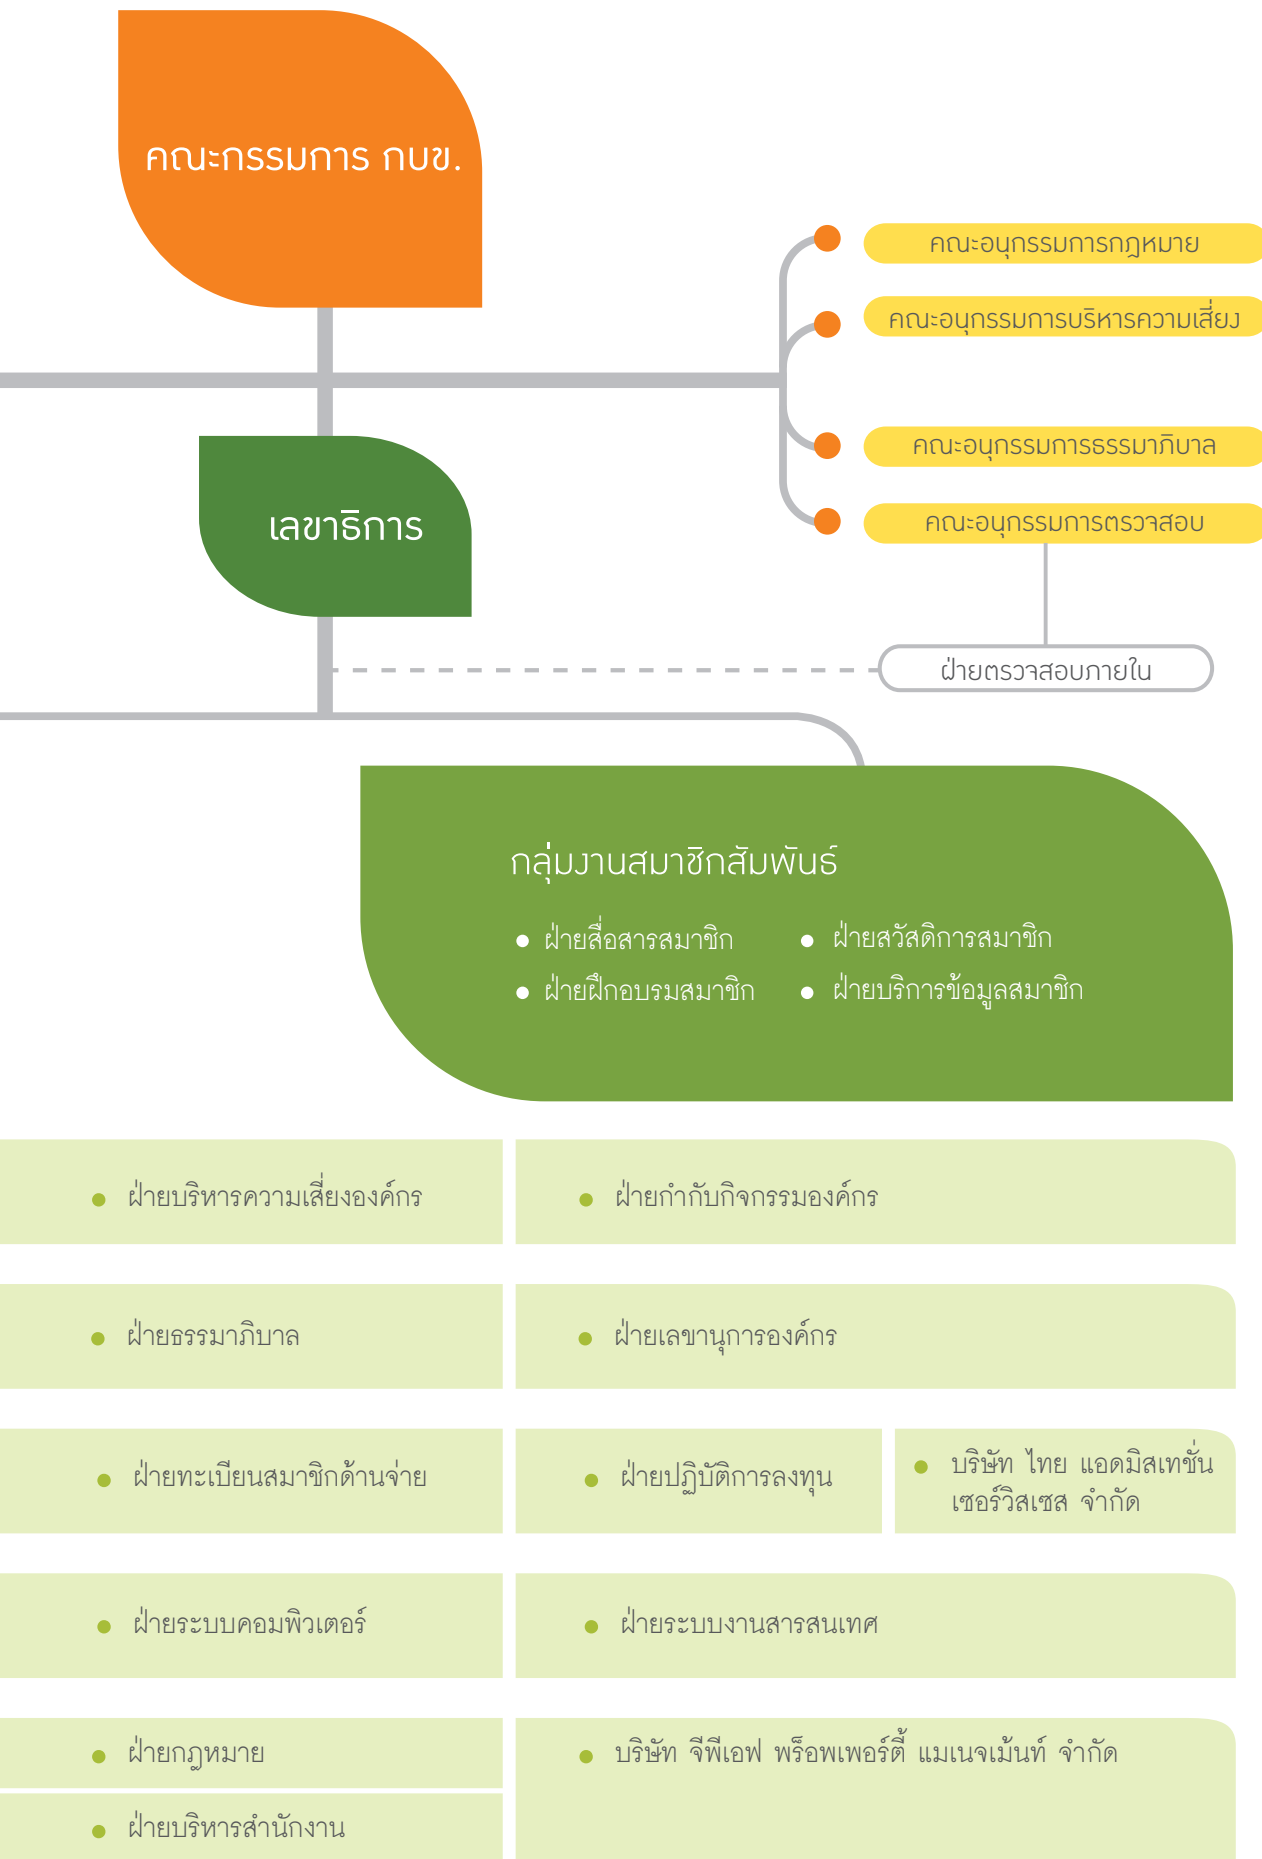 คณะกรรมการ กบข.
คณะอนุกรรมการกฎหมาย
คณะอนุกรรมการบริหารความเสี่ยง
คณะอนุกรรมการธรรมาภิบาล
เลขาธิการ
คณะอนุกรรมการตรวจสอบ
ฝ่ายตรวจสอบภายใน
กลุ่มงานสมาชิกสัมพันธ์
ฝ่ายสื่อสารสมาชิก
ฝ่ายสวัสดิการสมาชิก
ฝ่ายฝึกอบรมสมาชิก
ฝ่ายบริการข้อมูลสมาชิก
ฝ่ายบริหารความเสี่ยงองค์กร
ฝ่ายกำกับกิจกรรมองค์กร
ฝ่ายธรรมาภิบาล
ฝ่ายเลขานุการองค์กร
ฝ่ายทะเบียนสมาชิกด้านจ่าย
ฝ่ายปฏิบัติการลงทุน
บริษัท ไทย แอดมิสเทชั่น
เซอร์วิสเซส จำกัด
ฝ่ายระบบคอมพิวเตอร์
ฝ่ายระบบงานสารสนเทศ
ฝ่ายกฎหมาย
บริษัท จีพีเอฟ พร็อพเพอร์ตี้ แมเนจเม้นท์ จำกัด
ฝ่ายบริหารสำนักงาน